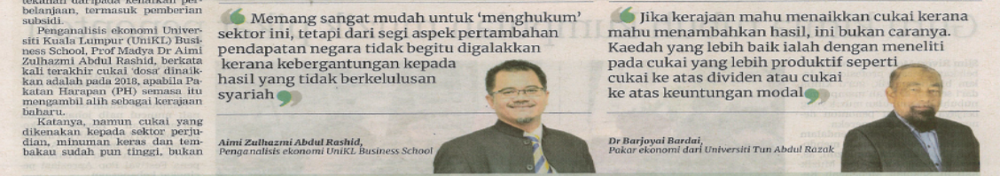 tekanan daripada kenaikan per-
belanjaan, termasuk pemberian
subsidi.
Penganalisis ekonomi Univer-
siti Kuala Lumpur (UniKL) Busi-
ness School, Prof Madya Dr Aimi
Zulhazmi Abdul Rashid, berkata
kali terakhir cukai 'dosa' dinaik-
kan adalah pada 2018, apabila Pa-
katan Harapan (PH) semasa itu
mengambil alih sebagai kerajaan
baharu.
Katanya, namun cukai yang
dikenakan kepada sektor perju-
dian, minuman keras dan tem-
bakau sudah pun tinggi, bukan
Memang sangat mudah untuk 'menghukum'
sektor ini, tetapi dari segi aspek pertambahan
pendapatan negara tidak begitu digalakkan
kerana kebergantungan kepada
hasil yang tidak berkelulusan
syariah
Aimi Zulhazmi Abdul Rashid,
Penganalisis ekonomi UniKL Business School
Jika kerajaan mahu menaikkan cukai kerana
mahu menambahkan hasil, ini bukan caranya.
Kaedah yang lebih baik ialah dengan meneliti
pada cukai yang lebih produktif seperti
cukai ke atas dividen atau cukai
ke atas keuntungan modal
Dr Barjoyai Bardai,
Pakar ekonomi dari Universiti Tun Abdul Razak